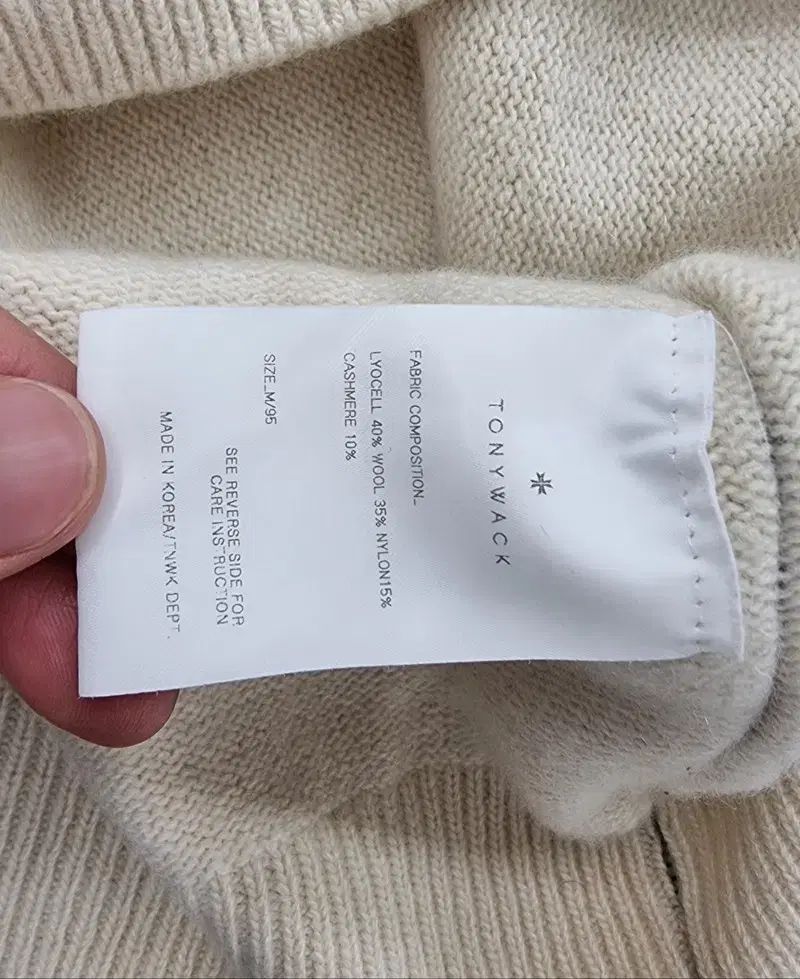 TONYWACK
FABRIC COMPOSITION_
LYOCELL 40% WOOL 35% NYLON15%
CASHMERE 10%
SIZE_M/95
SEE REVERSE SIDE FOR
CARE INSTRUCTION
MADE IN KOREA/TNWK DEPT.